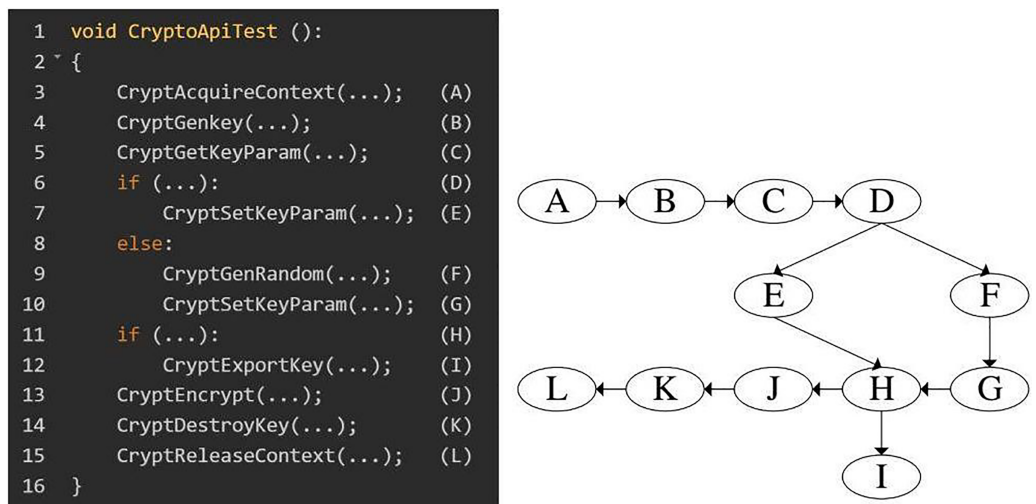 1 void CryptoApiTest ():
2 {
3 CryptAcquireContext(...); (A)
4 CryptGenkey(...); (B)
5 CryptGetKeyParam(...); (C)
6 if (...): (D)
7 CryptSetKeyParam(...); (E)
8 else:
9 CryptGenRandom(...); (F)
10 CryptSetKeyParam(...); (G)
11 if (...): (H)
12 CryptExportKey(...); (I)
13 CryptEncrypt(...); (J)
14 CryptDestroyKey(...); (K)
15 CryptReleaseContext(...); (L)
16 }
A B C D
E F
L K J H G
I